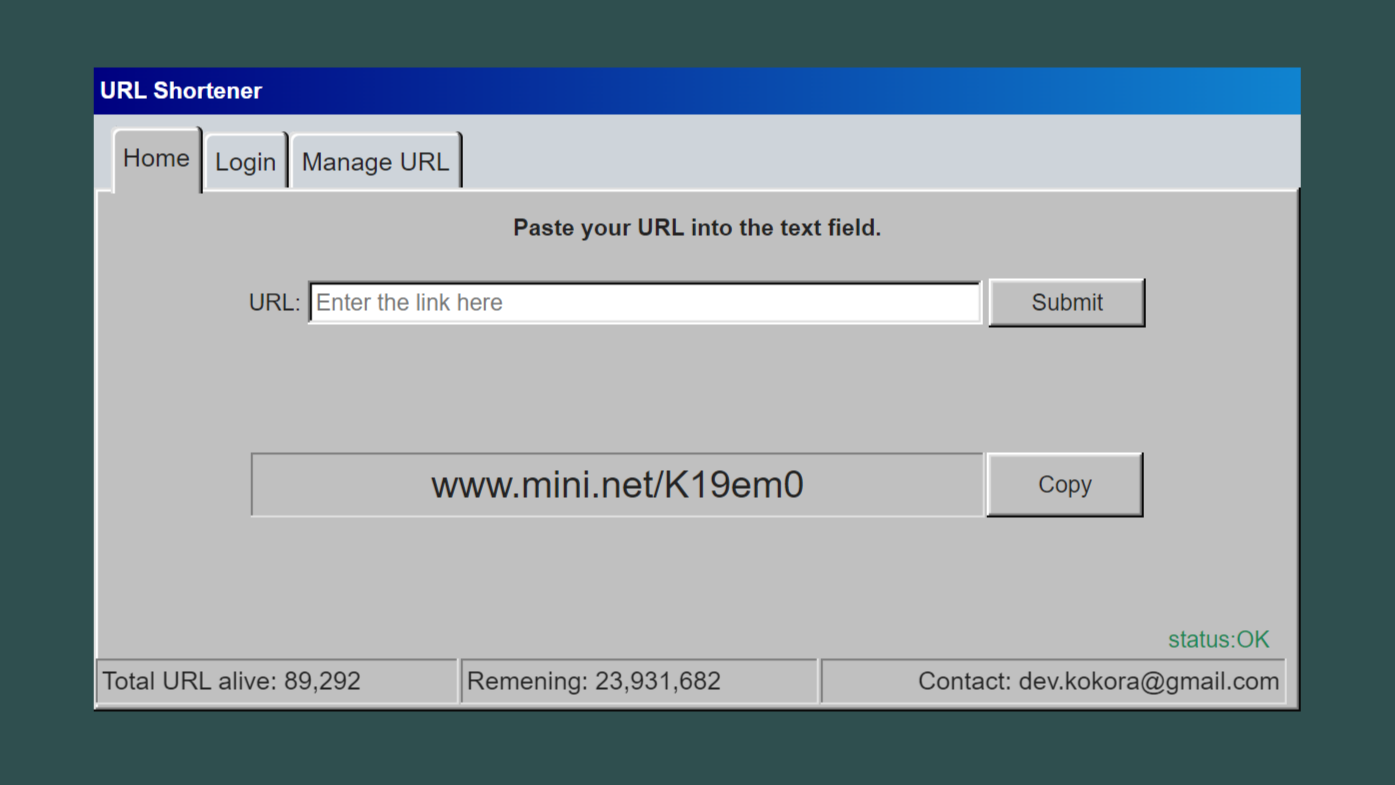 URL Shortener
Home Login Manage URL
Paste your URL into the text field.
URL: Enter the link here Submit
www.mini.net/K19em0 Copy
status:OK
Total URL alive: 89,292 Remening: 23,931,682 Contact: dev.kokora@gmail.com